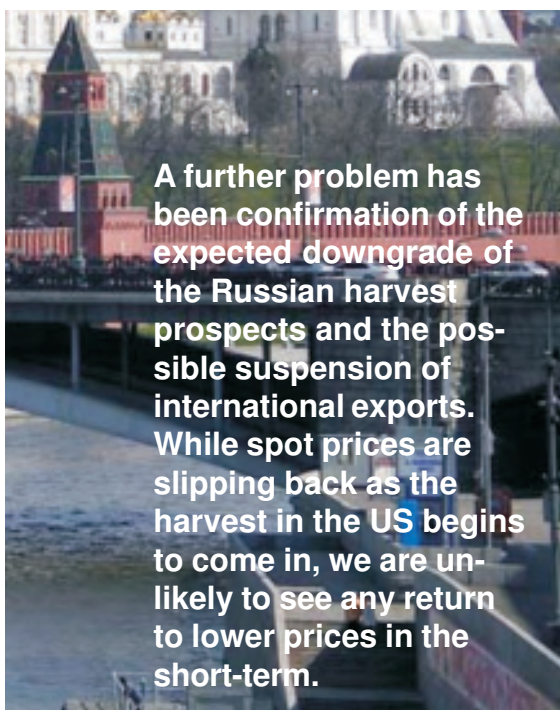 A further problem has
been confirmation of the
expected downgrade of
the Russian harvest
prospects and the pos-
sible suspension of
international exports.
While spot prices are
slipping back as the
harvest in the US begins
to come in, we are un-
likely to see any return
to lower prices in the
short-term.